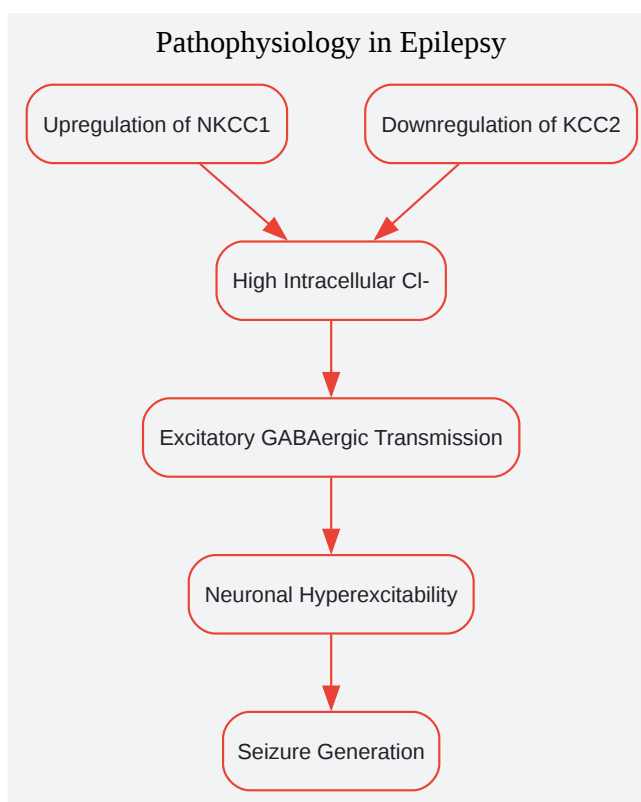 Pathophysiology in Epilepsy
Upregulation of NKCC1
Downregulation of KCC2
High Intracellular Cl-
Excitatory GABAergic Transmission
Neuronal Hyperexcitability
Seizure Generation